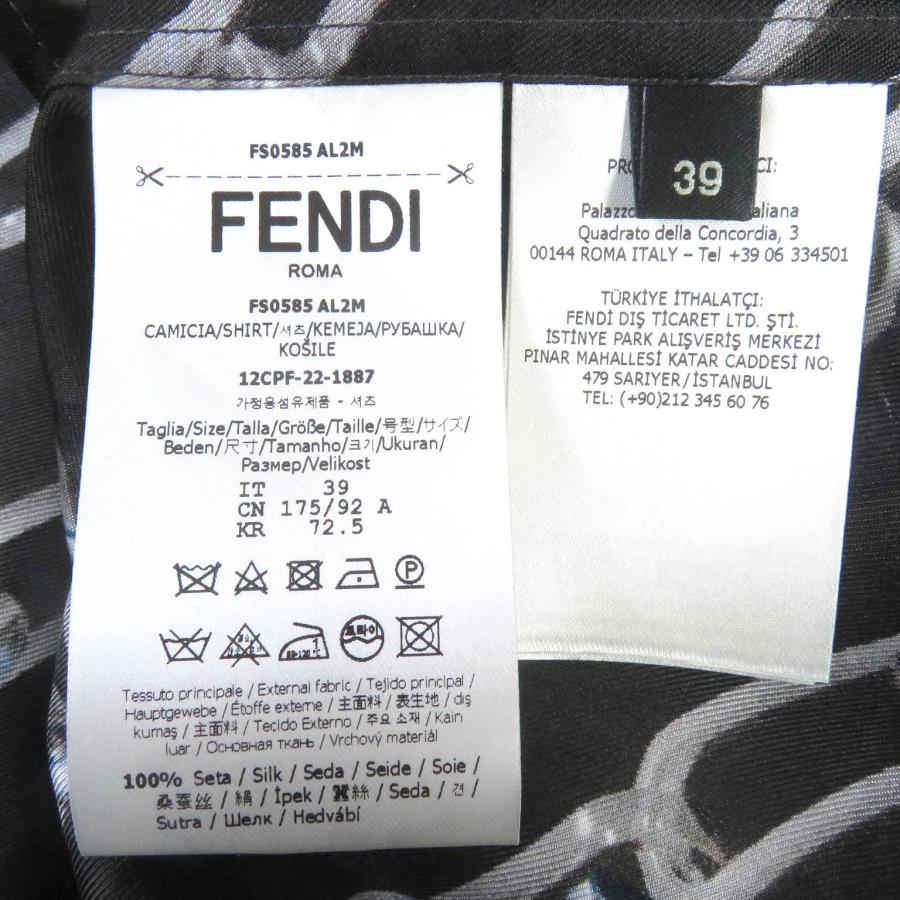 FS0585 AL2M
FENDI
ROMA
FS0585 AL2M
CAMICIA/SHIRT/셔츠/KEMEJA/РУБАШКА/
KOŠILE
12CPF-22-1887
가정용섬유제품 - 셔츠
Taglia/Size/Talla/Größe/Taille/号型/サイズ/
Beden/尺寸/Tamanho/크기/Ukuran/
Размер/Velikost
IT 39
CN 175/92 A
KR 72.5
P
드라이
80-120℃ 1
Tessuto principale / External fabric / Tejido principal /
Hauptgewebe / Étoffe externe / 主面料 / 表生地 / dış
kumaş / 主面料 / Tecido Externo / 주요 소재 / Kain
luar / Основная ткань / Vrchový materiál
100% Seta / Silk / Seda / Seide / Soie /
桑蚕丝 / 絹 / İpek / 蠶絲 / Seda / 견 /
Sutra / Шелк / Hedvábí
39
Palazzo
Quadrato della Concordia, 3
00144 ROMA ITALY – Tel +39 06 334501
TÜRKİYE İTHALATÇI:
FENDI DIŞ TİCARET LTD. ŞTİ.
İSTİNYE PARK ALIŞVERİŞ MERKEZİ
PINAR MAHALLESİ KATAR CADDESİ NO:
479 SARIYER/İSTANBUL
TEL: (+90)212 345 60 76